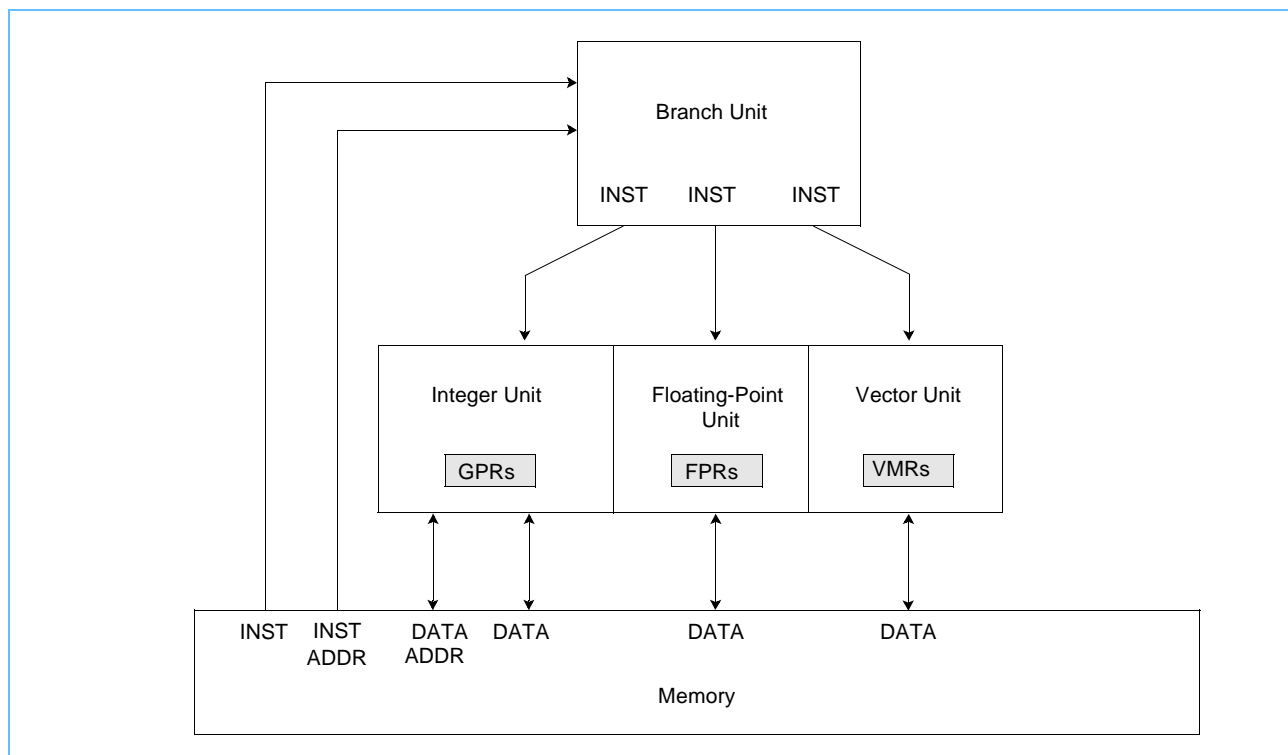 Branch Unit
INST INST INST
Integer Unit
Floating-Point
Unit
Vector Unit
GPRs
FPRs
VMRs
INST
INST
ADDR
DATA
ADDR
DATA
DATA
DATA
Memory